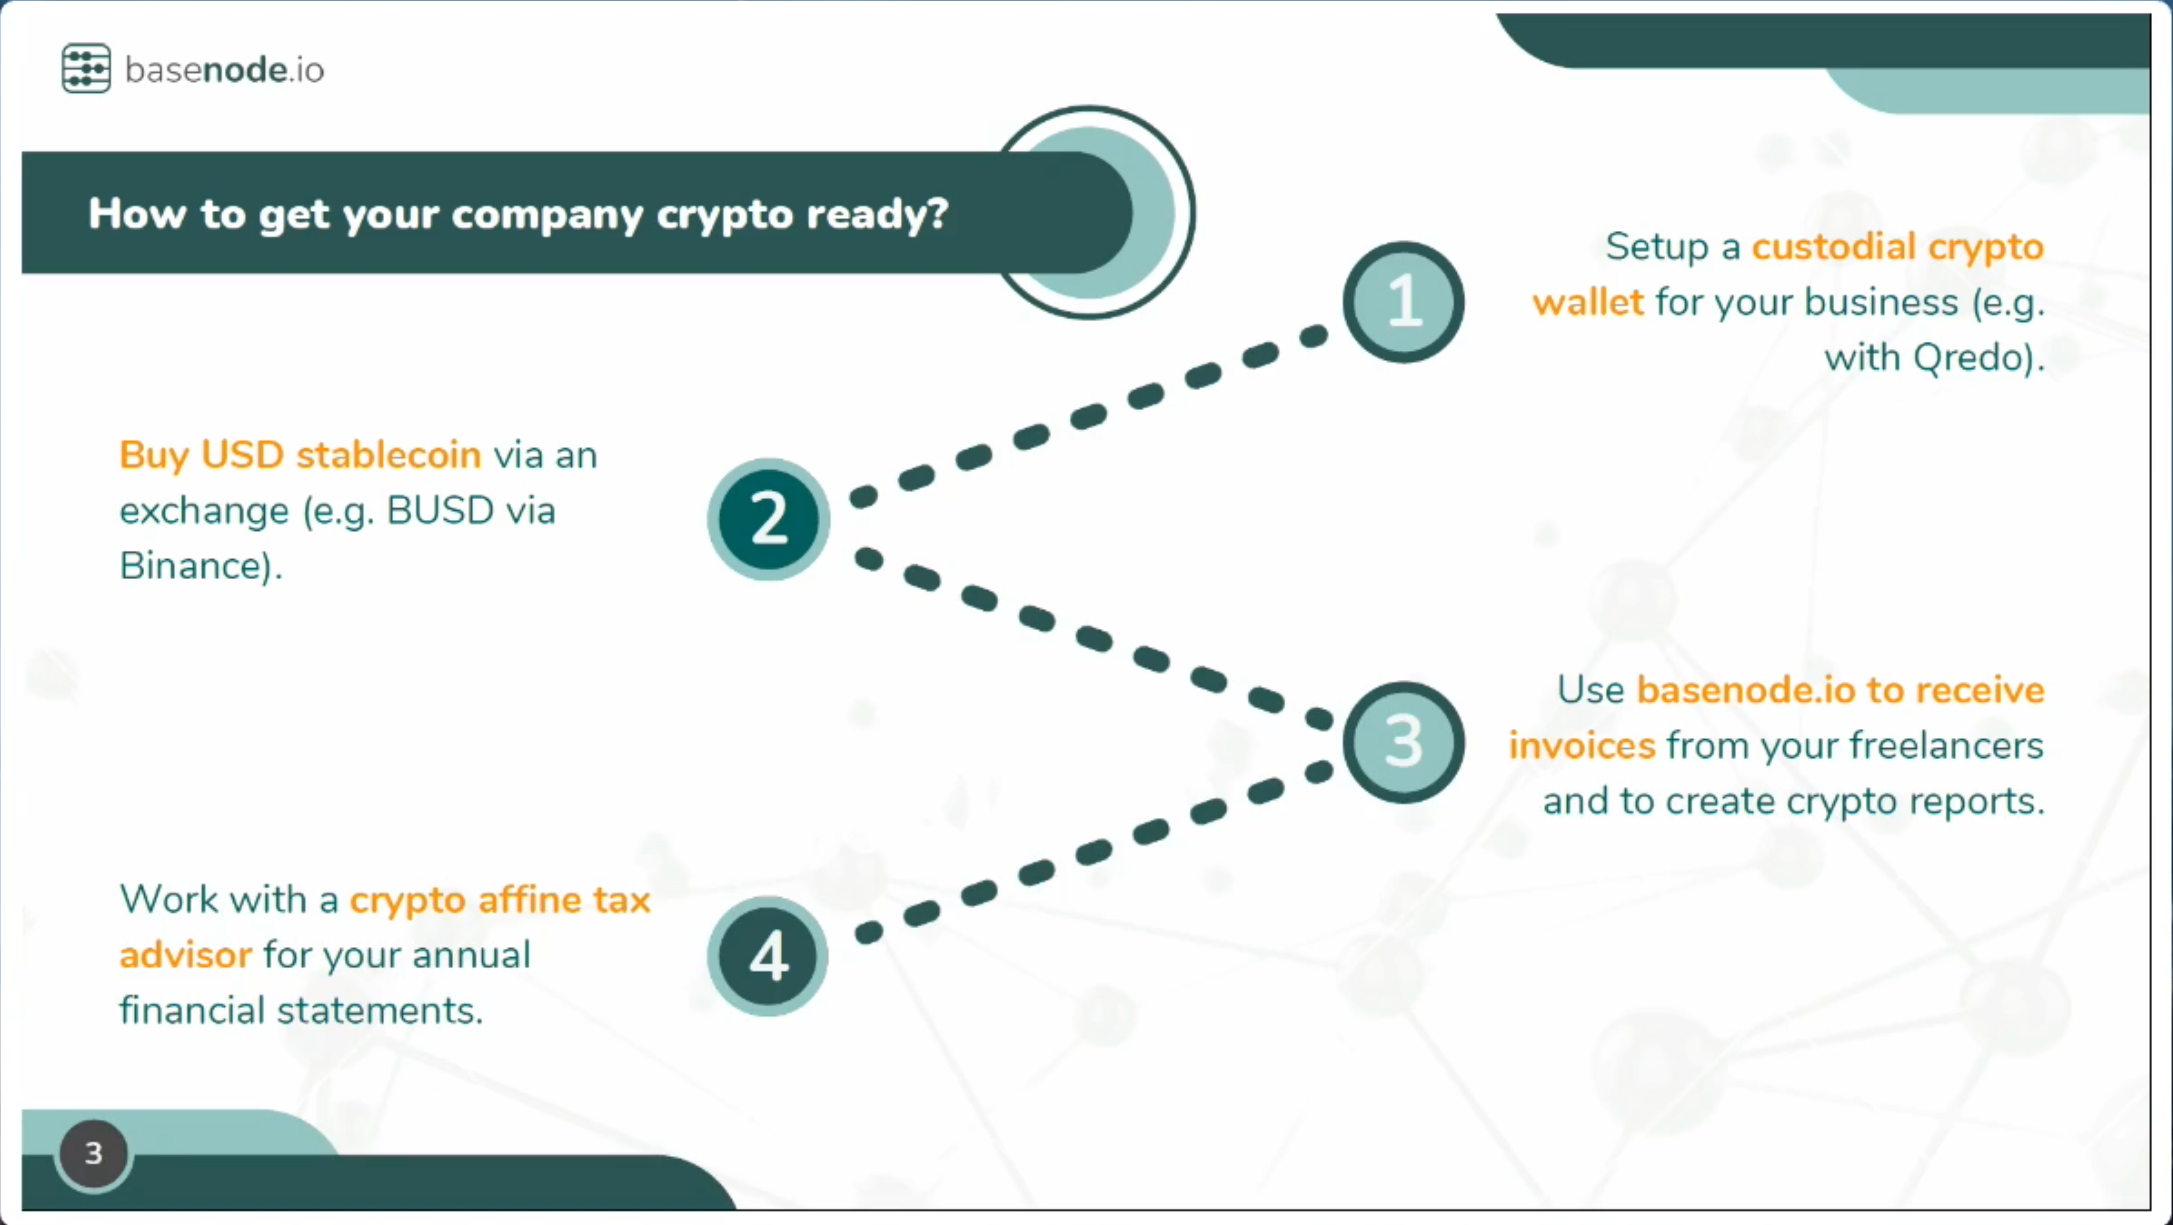 basenode.io
How to get your company crypto ready?
1
Setup a custodial crypto
wallet for your business (e.g.
with Qredo).
2
Buy USD stablecoin via an
exchange (e.g. BUSD via
Binance).
3
Use basenode.io to receive
invoices from your freelancers
and to create crypto reports.
4
Work with a crypto affine tax
advisor for your annual
financial statements.
3